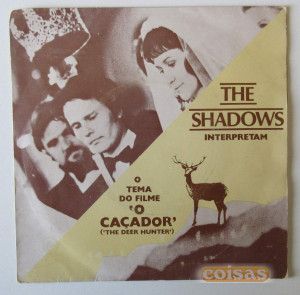 THE
SHADOWS
INTERPRETAM
O
TEMA
DO FILME
'O
CAÇADOR'
('THE DEER HUNTER')
coisas